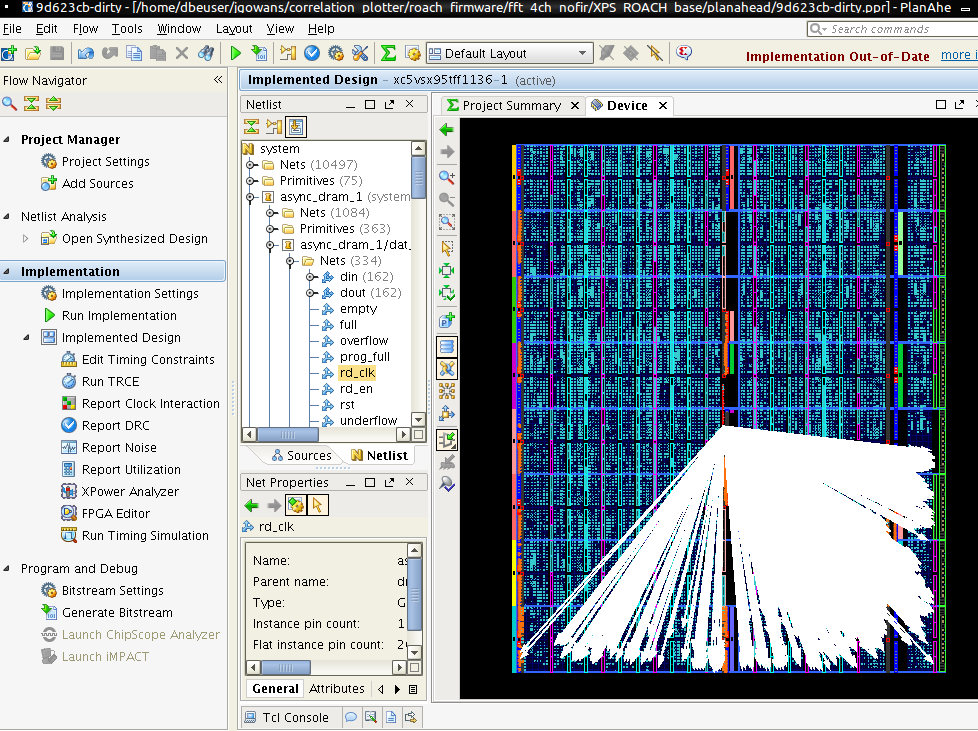 9d623cb-dirty - [/home/dbeuser/jgowans/correlation_plotter/roach_firmware/fft_4ch_nofir/XPS_ROACH_base/planahead/9d623cb-dirty.ppr] - PlanAhe
File Edit Flow Tools Window Layout View Help
Search commands
Default Layout
Implementation Out-of-Date more i
Flow Navigator
Project Manager
Project Settings
Add Sources
Netlist Analysis
Open Synthesized Design
Implementation
Implementation Settings
Run Implementation
Implemented Design
Edit Timing Constraints
Run TRCE
Report Clock Interaction
Report DRC
Report Noise
Report Utilization
XPower Analyzer
FPGA Editor
Run Timing Simulation
Program and Debug
Bitstream Settings
Generate Bitstream
Launch ChipScope Analyzer
Launch iMPACT
Implemented Design - xc5vsx95tff1136-1 (active)
Netlist
system
Nets (10497)
Primitives (75)
async_dram_1 (system
Nets (1084)
Primitives (363)
async_dram_1/dat_
Nets (334)
din (162)
dout (162)
empty
full
overflow
prog_full
rd_clk
rd_en
rst
underflow
Sources Netlist
Net Properties
rd_clk
Name: as
Parent name: di
Type: G
Instance pin count: 1
Flat instance pin count: 2
General Attributes
Tcl Console
Project Summary Device